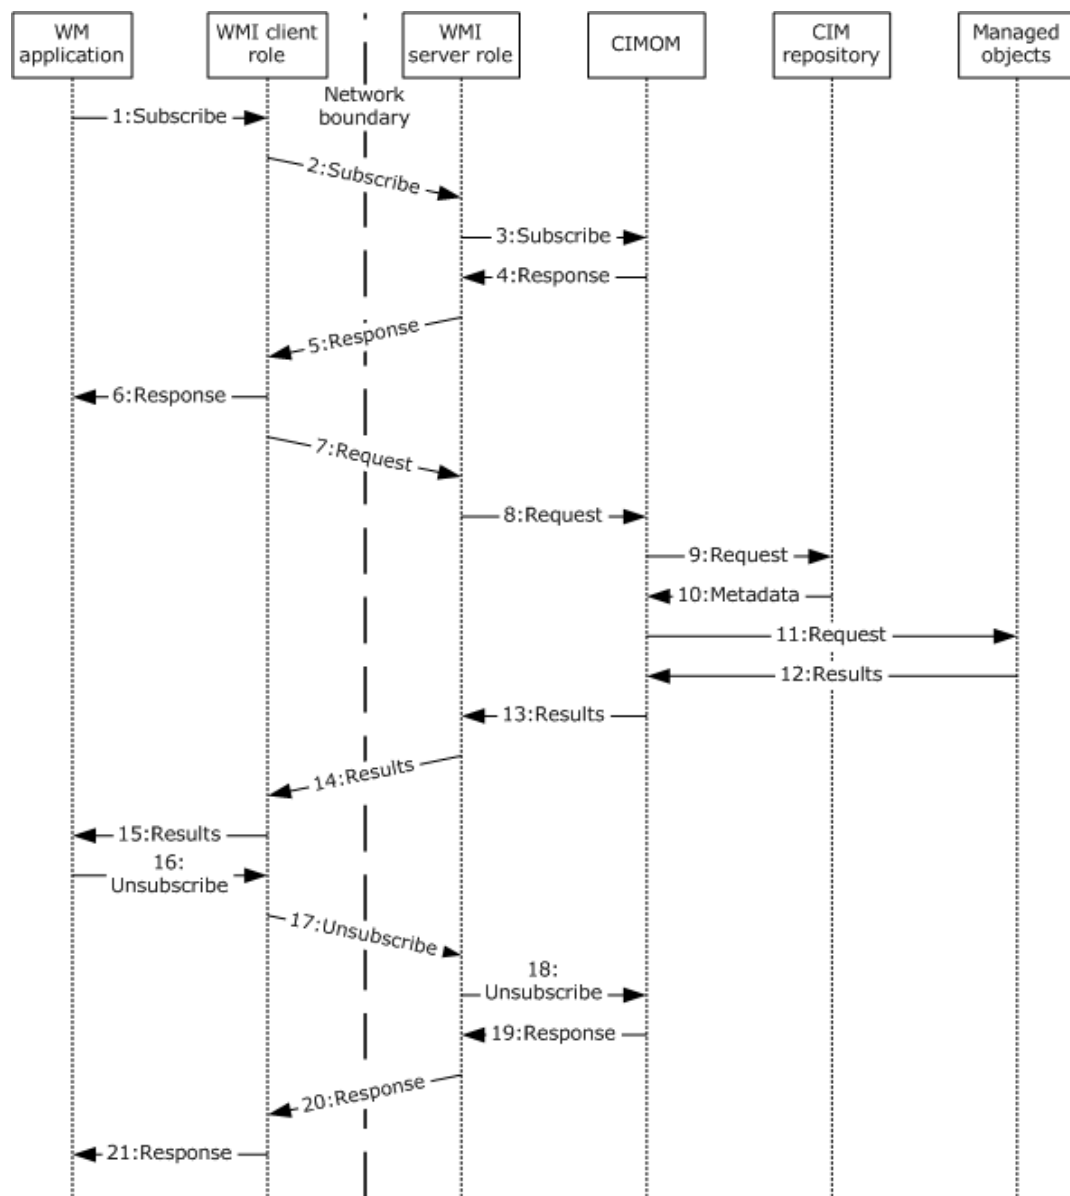 WM
application
WMI client
role
WMI
server role
CIMOM
CIM
repository
Managed
objects
Network
boundary
1:Subscribe
2:Subscribe
3:Subscribe
4:Response
5:Response
6:Response
7:Request
8:Request
9:Request
10:Metadata
11:Request
12:Results
13:Results
14:Results
15:Results
16:
Unsubscribe
17:Unsubscribe
18:
Unsubscribe
19:Response
20:Response
21:Response